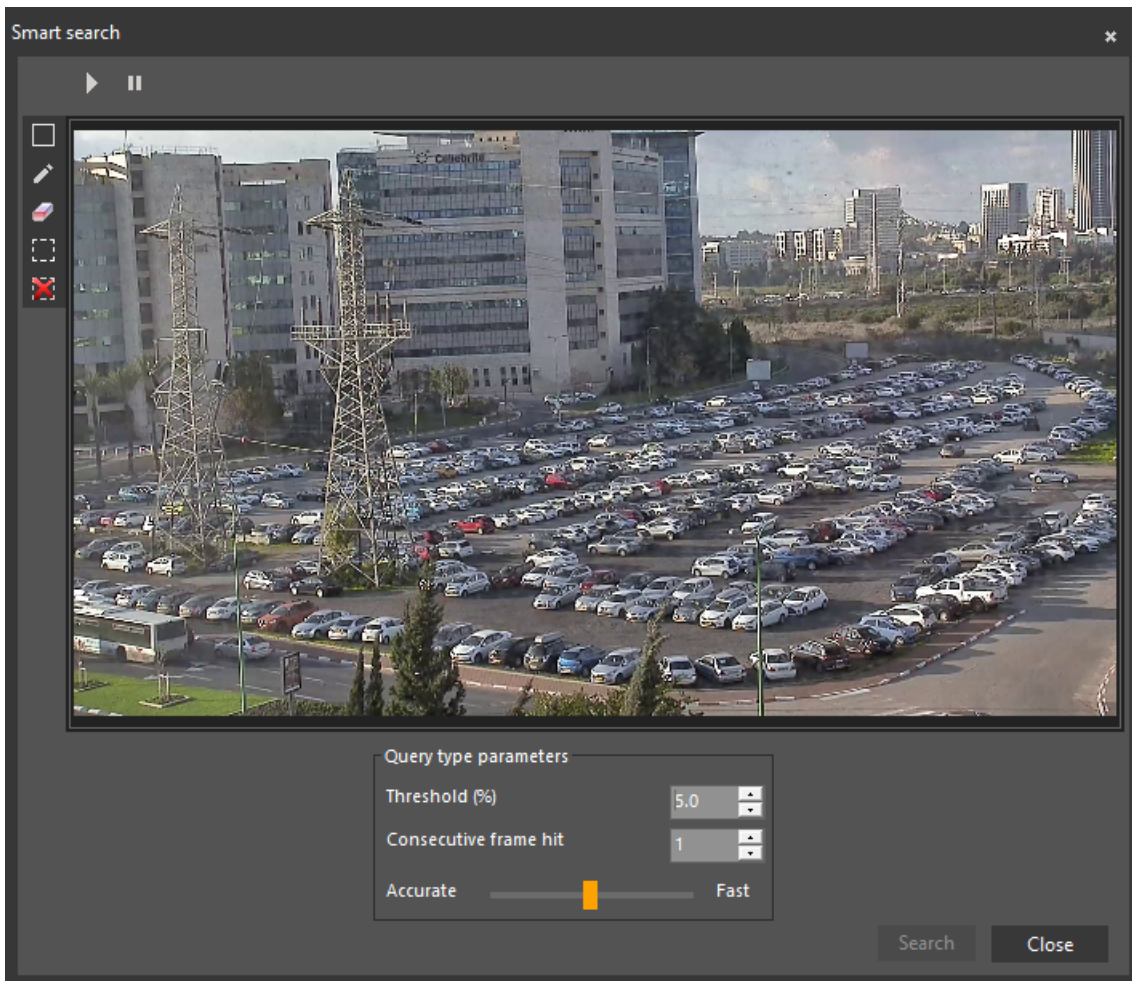 Smart search
Cellebrite
Query type parameters
Threshold (%)
5.0
Consecutive frame hit
1
Accurate
Fast
Search
Close